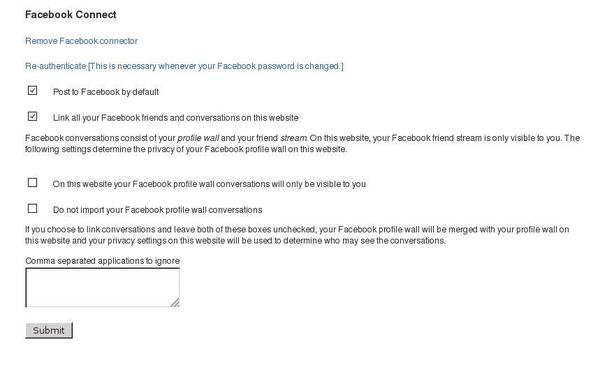 Facebook Connect
Remove Facebook connector
Re-authenticate [This is necessary whenever your Facebook password is changed.]
Post to Facebook by default
Link all your Facebook friends and conversations on this website
Facebook conversations consist of your profile wall and your friend stream. On this website, your Facebook friend stream is only visible to you. The
following settings determine the privacy of your Facebook profile wall on this website.
On this website your Facebook profile wall conversations will only be visible to you
Do not import your Facebook profile wall conversations
If you choose to link conversations and leave both of these boxes unchecked, your Facebook profile wall will be merged with your profile wall on
this website and your privacy settings on this website will be used to determine who may see the conversations.
Comma separated applications to ignore
Submit